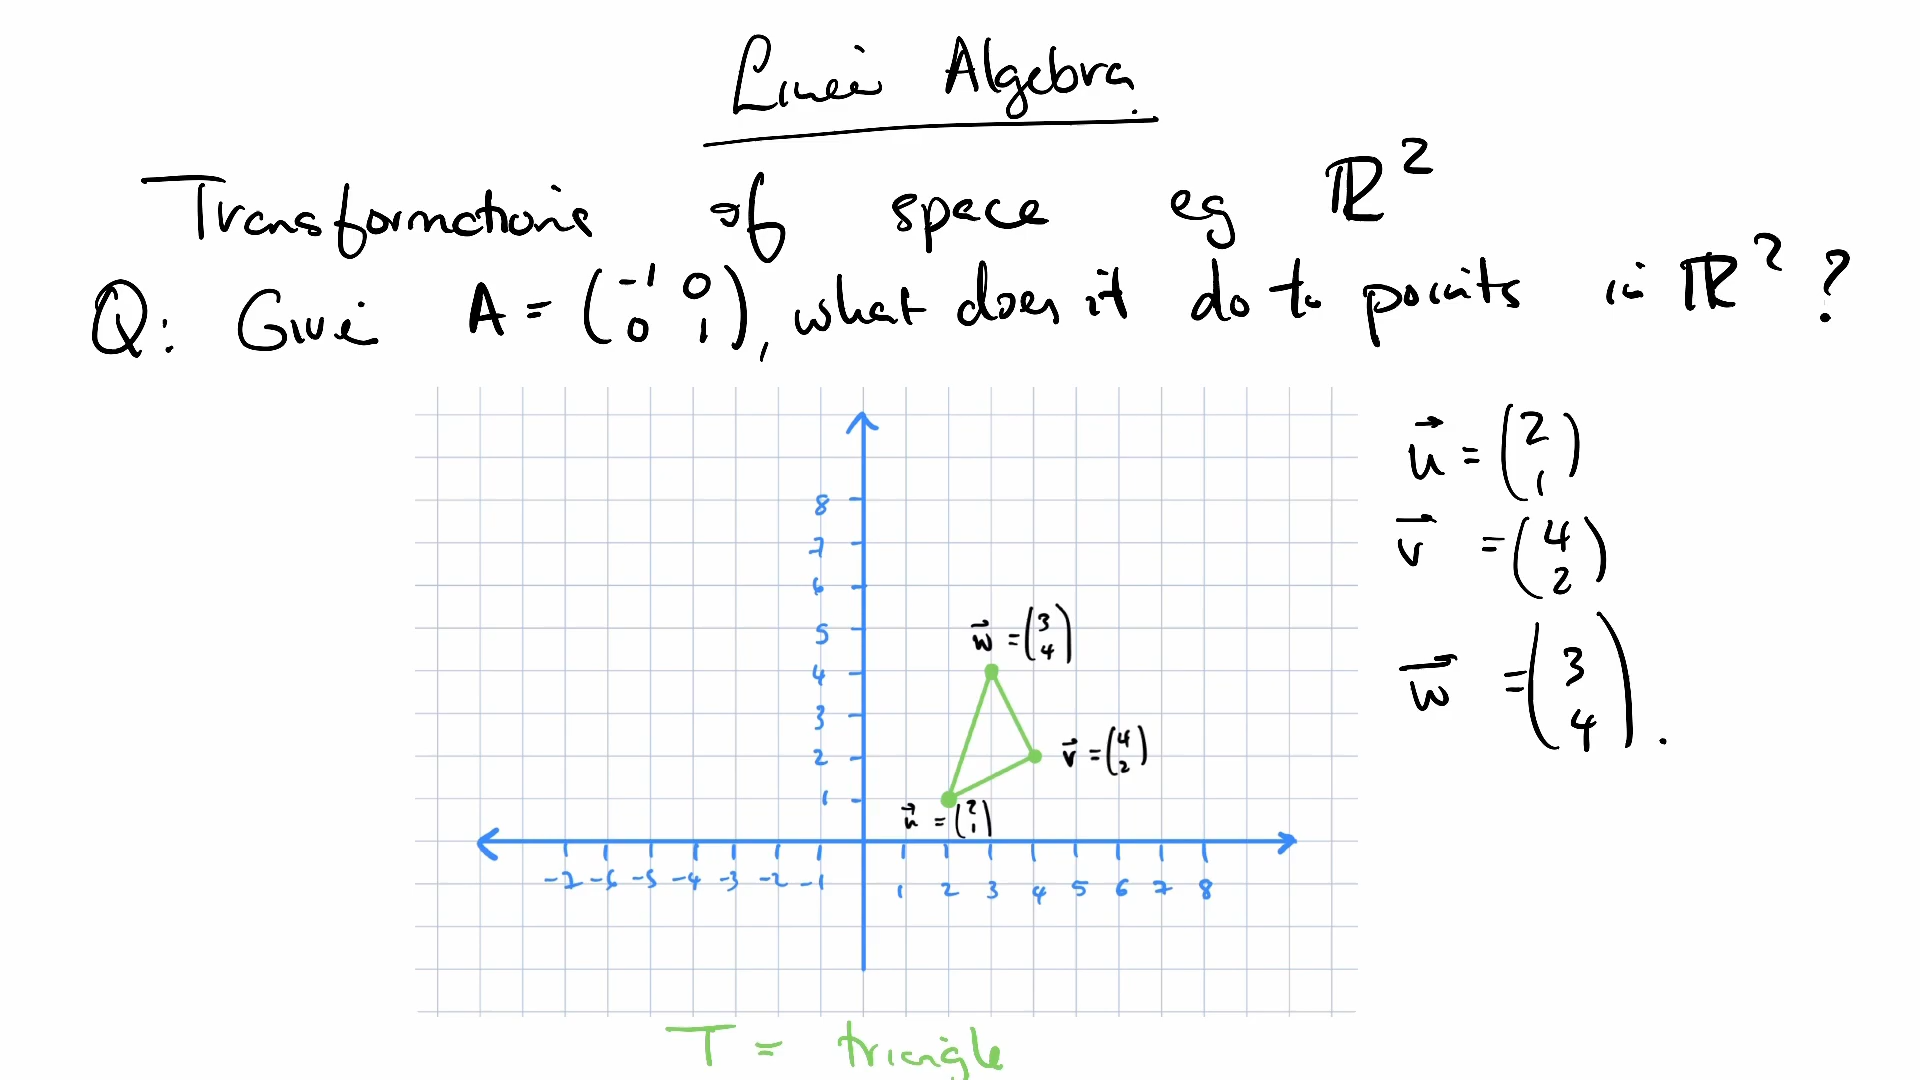 Linear Algebra
Transformations of space eg ℝ²
Q: Given A = (-1 0; 0 1), what does it do to points in ℝ²?
u⃗ = (2; 1)
v⃗ = (4; 2)
w⃗ = (3; 4).
8
7
6
5
4
3
2
1
w⃗ = (3; 4)
v⃗ = (4; 2)
u⃗ = (2; 1)
-7 -6 -5 -4 -3 -2 -1 1 2 3 4 5 6 7 8
T = triangle